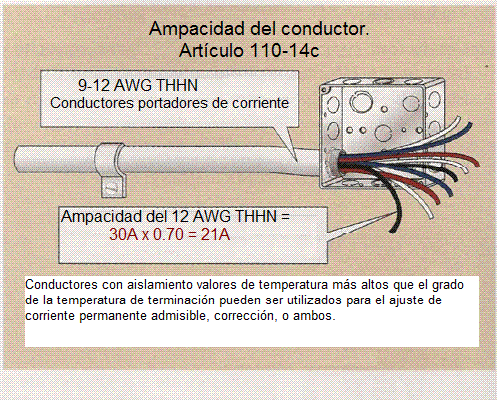 Ampacidad del conductor.
Artículo 110-14c
9-12 AWG THHN
Conductores portadores de corriente
Ampacidad del 12 AWG THHN =
30A x 0.70 = 21A
Conductores con aislamiento valores de temperatura más altos que el grado
de la temperatura de terminación pueden ser utilizados para el ajuste de
corriente permanente admisible, corrección, o ambos.